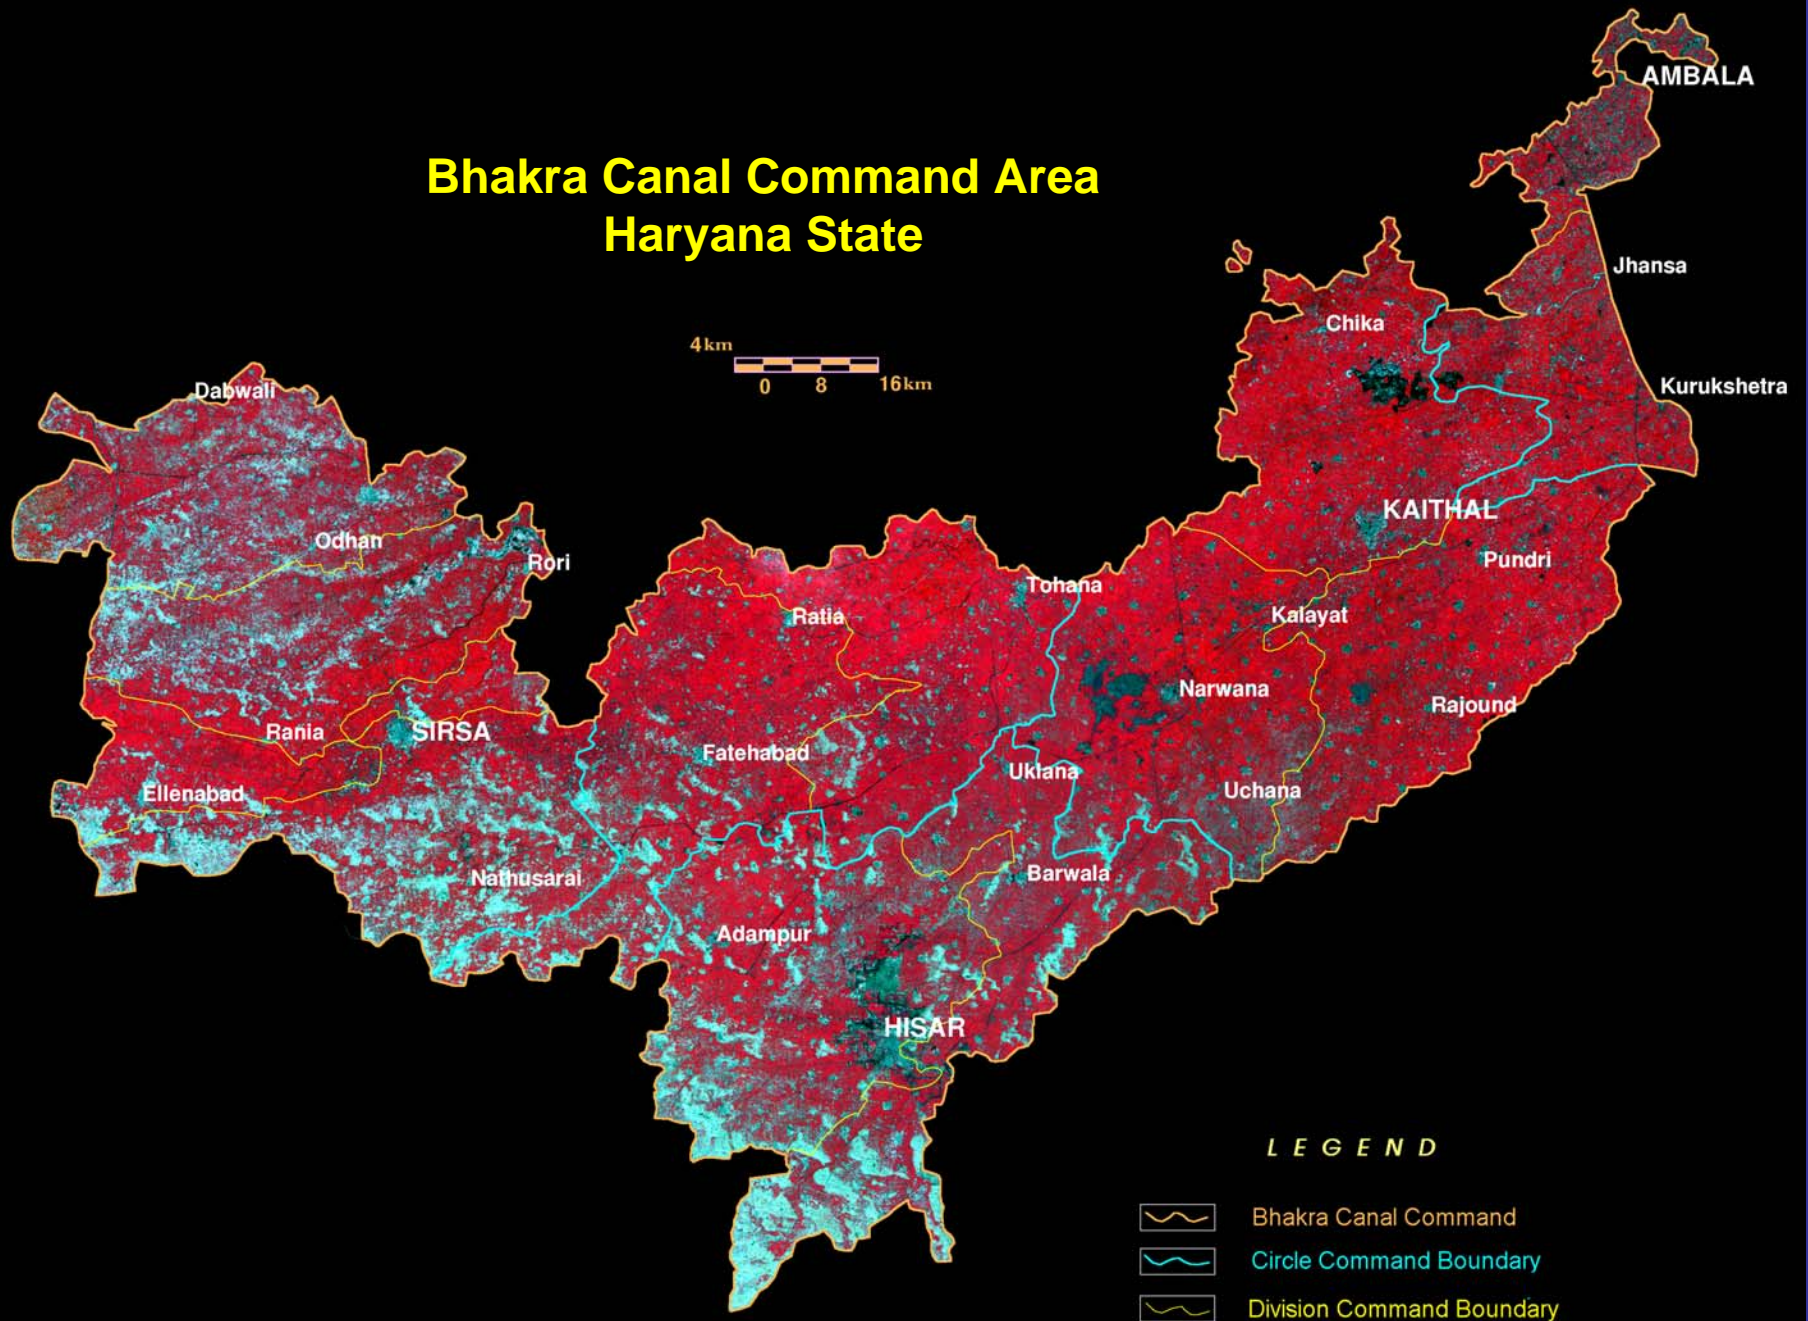 AMBALA
Bhakra Canal Command Area
Haryana State
Jhansa
Chika
4km
0 8 16km
Kurukshetra
Dabwali
KAITHAL
Odhan
Rori
Pundri
Tohana
Ratia
Kalayat
Narwana
Rajound
Rania
SIRSA
Fatehabad
Uklana
Uchana
Ellenabad
Nathusarai
Barwala
Adampur
HISAR
LEGEND
Bhakra Canal Command
Circle Command Boundary
Division Command Boundary